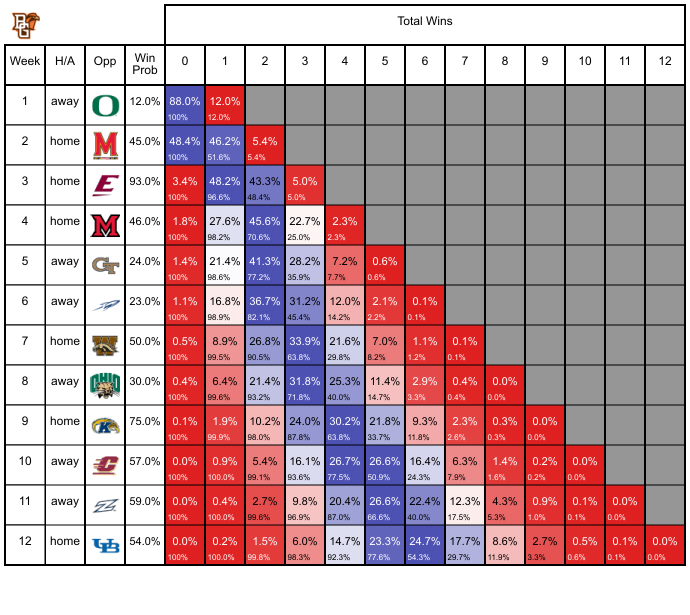 BG
Total Wins
Week H/A Opp Win Prob 0 1 2 3 4 5 6 7 8 9 10 11 12
1 away O 12.0% 88.0% 12.0%
100% 12.0%
2 home M 45.0% 48.4% 46.2% 5.4%
100% 51.6% 5.4%
3 home E 93.0% 3.4% 48.2% 43.3% 5.0%
100% 96.6% 48.4% 5.0%
4 home M 46.0% 1.8% 27.6% 45.6% 22.7% 2.3%
100% 98.2% 70.6% 25.0% 2.3%
5 away GT 24.0% 1.4% 21.4% 41.3% 28.2% 7.2% 0.6%
100% 98.6% 77.2% 35.9% 7.7% 0.6%
6 away 23.0% 1.1% 16.8% 36.7% 31.2% 12.0% 2.1% 0.1%
100% 98.9% 82.1% 45.4% 14.2% 2.2% 0.1%
7 home W 50.0% 0.5% 8.9% 26.8% 33.9% 21.6% 7.0% 1.1% 0.1%
100% 99.5% 90.5% 63.8% 29.8% 8.2% 1.2% 0.1%
8 away OHIO 30.0% 0.4% 6.4% 21.4% 31.8% 25.3% 11.4% 2.9% 0.4% 0.0%
100% 99.6% 93.2% 71.8% 40.0% 14.7% 3.3% 0.4% 0.0%
9 home K 75.0% 0.1% 1.9% 10.2% 24.0% 30.2% 21.8% 9.3% 2.3% 0.3% 0.0%
100% 99.9% 98.0% 87.8% 63.8% 33.7% 11.8% 2.6% 0.3% 0.0%
10 away C 57.0% 0.0% 0.9% 5.4% 16.1% 26.7% 26.6% 16.4% 6.3% 1.4% 0.2% 0.0%
100% 100.0% 99.1% 93.6% 77.5% 50.9% 24.3% 7.9% 1.6% 0.2% 0.0%
11 away E 59.0% 0.0% 0.4% 2.7% 9.8% 20.4% 26.6% 22.4% 12.3% 4.3% 0.9% 0.1% 0.0%
100% 100.0% 99.6% 96.9% 87.0% 66.6% 40.0% 17.5% 5.3% 1.0% 0.1% 0.0%
12 home UB 54.0% 0.0% 0.2% 1.5% 6.0% 14.7% 23.3% 24.7% 17.7% 8.6% 2.7% 0.5% 0.1% 0.0%
100% 100.0% 99.8% 98.3% 92.3% 77.6% 54.3% 29.7% 11.9% 3.3% 0.6% 0.1% 0.0%